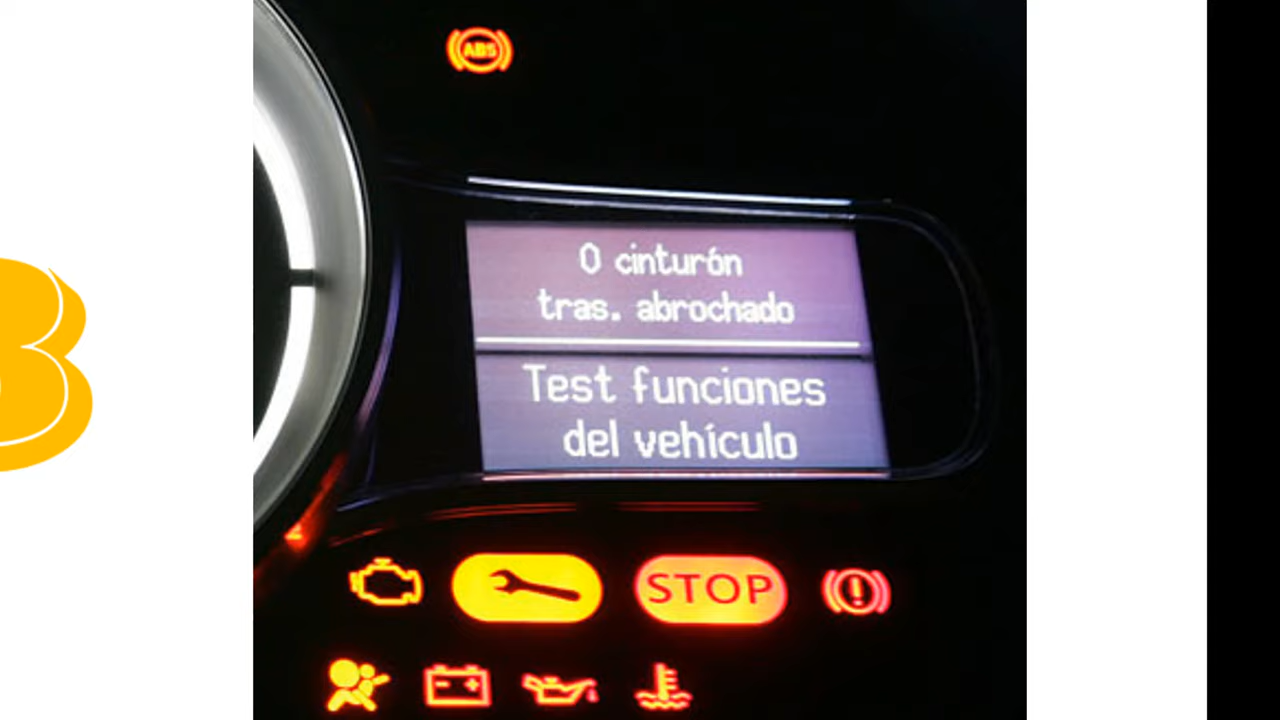 ABS
0 cinturón
tras. abrochado
Test funciones
del vehículo
STOP